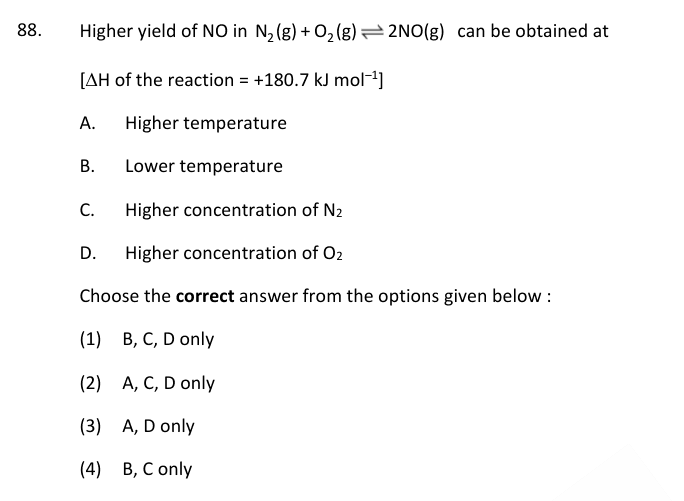 88. Higher yield of NO in N₂(g) + O₂(g) ⇌ 2NO(g) can be obtained at
[ΔH of the reaction = +180.7 kJ mol⁻¹]
A. Higher temperature
B. Lower temperature
C. Higher concentration of N₂
D. Higher concentration of O₂
Choose the correct answer from the options given below :
(1) B, C, D only
(2) A, C, D only
(3) A, D only
(4) B, C only